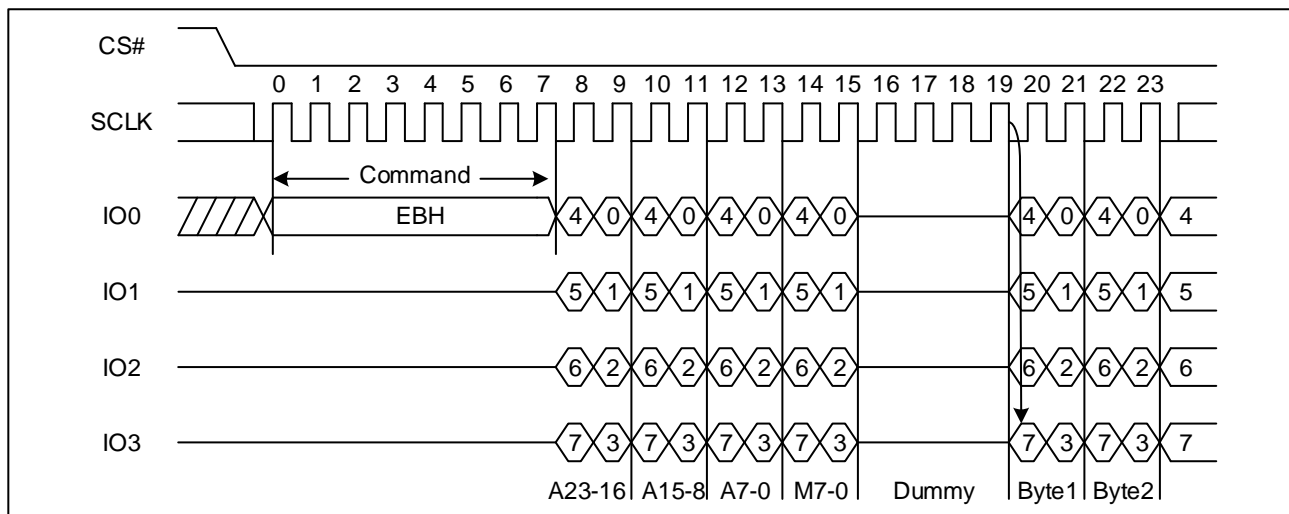 CS#
0 1 2 3 4 5 6 7 8 9 10 11 12 13 14 15 16 17 18 19 20 21 22 23
SCLK
Command
IO0 EBH 4 0 4 0 4 0 4 0 4 0 4 0 4
IO1 5 1 5 1 5 1 5 1 5 1 5 1 5
IO2 6 2 6 2 6 2 6 2 6 2 6 2 6
IO3 7 3 7 3 7 3 7 3 7 3 7 3 7
A23-16 A15-8 A7-0 M7-0 Dummy Byte1 Byte2